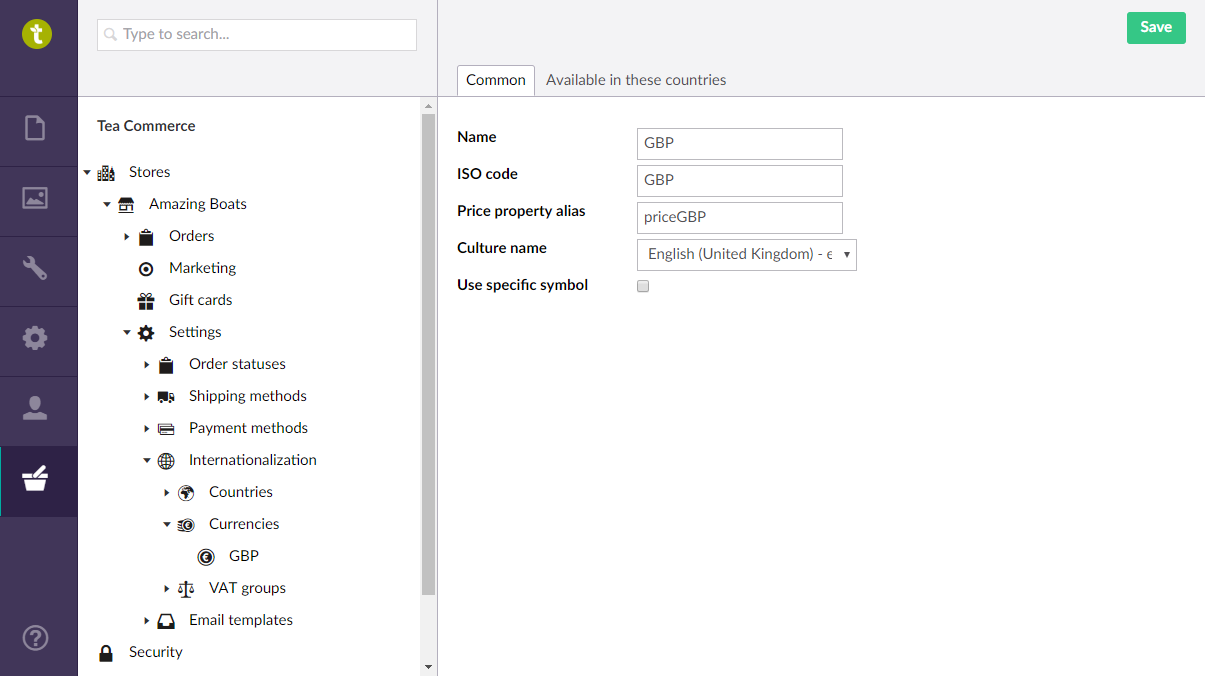 t
Type to search...
Save
Common
Available in these countries
Tea Commerce
Stores
Amazing Boats
Orders
Marketing
Gift cards
Settings
Order statuses
Shipping methods
Payment methods
Internationalization
Countries
Currencies
GBP
VAT groups
Email templates
Security
Name
GBP
ISO code
GBP
Price property alias
priceGBP
Culture name
English (United Kingdom) - e
Use specific symbol